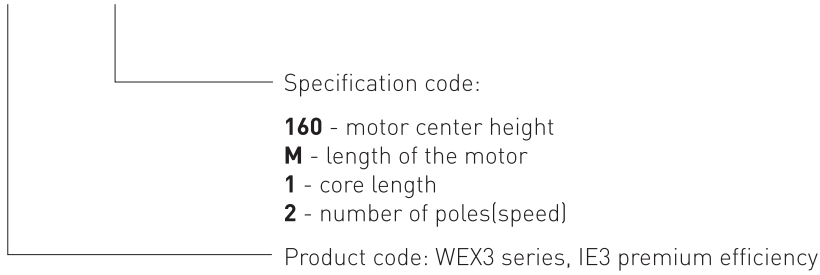 Specification code:
160 - motor center height
M - length of the motor
1 - core length
2 - number of poles(speed)
Product code: WEX3 series, IE3 premium efficiency